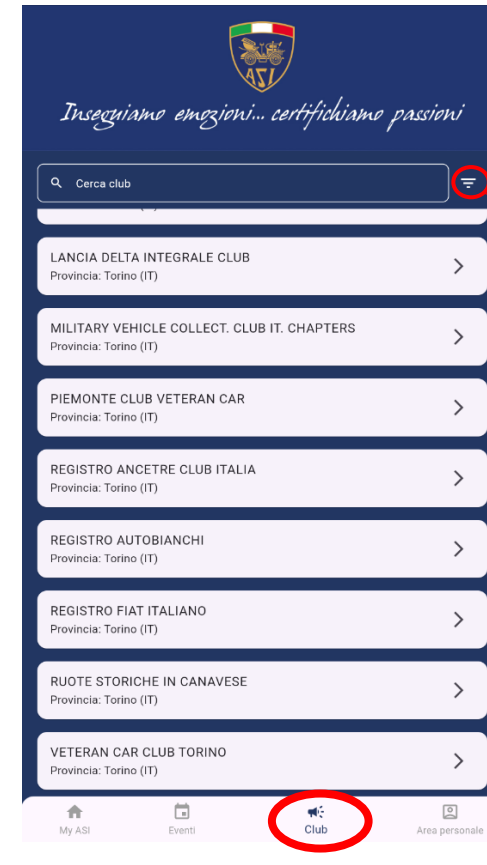 ASI
Inseguiamo emozioni... certifichiamo passioni
Cerca club
LANCIA DELTA INTEGRALE CLUB
Provincia: Torino (IT)
MILITARY VEHICLE COLLECT. CLUB IT. CHAPTERS
Provincia: Torino (IT)
PIEMONTE CLUB VETERAN CAR
Provincia: Torino (IT)
REGISTRO ANCETRE CLUB ITALIA
Provincia: Torino (IT)
REGISTRO AUTOBIANCHI
Provincia: Torino (IT)
REGISTRO FIAT ITALIANO
Provincia: Torino (IT)
RUOTE STORICHE IN CANAVESE
Provincia: Torino (IT)
VETERAN CAR CLUB TORINO
Provincia: Torino (IT)
My ASI
Eventi
Club
Area personale